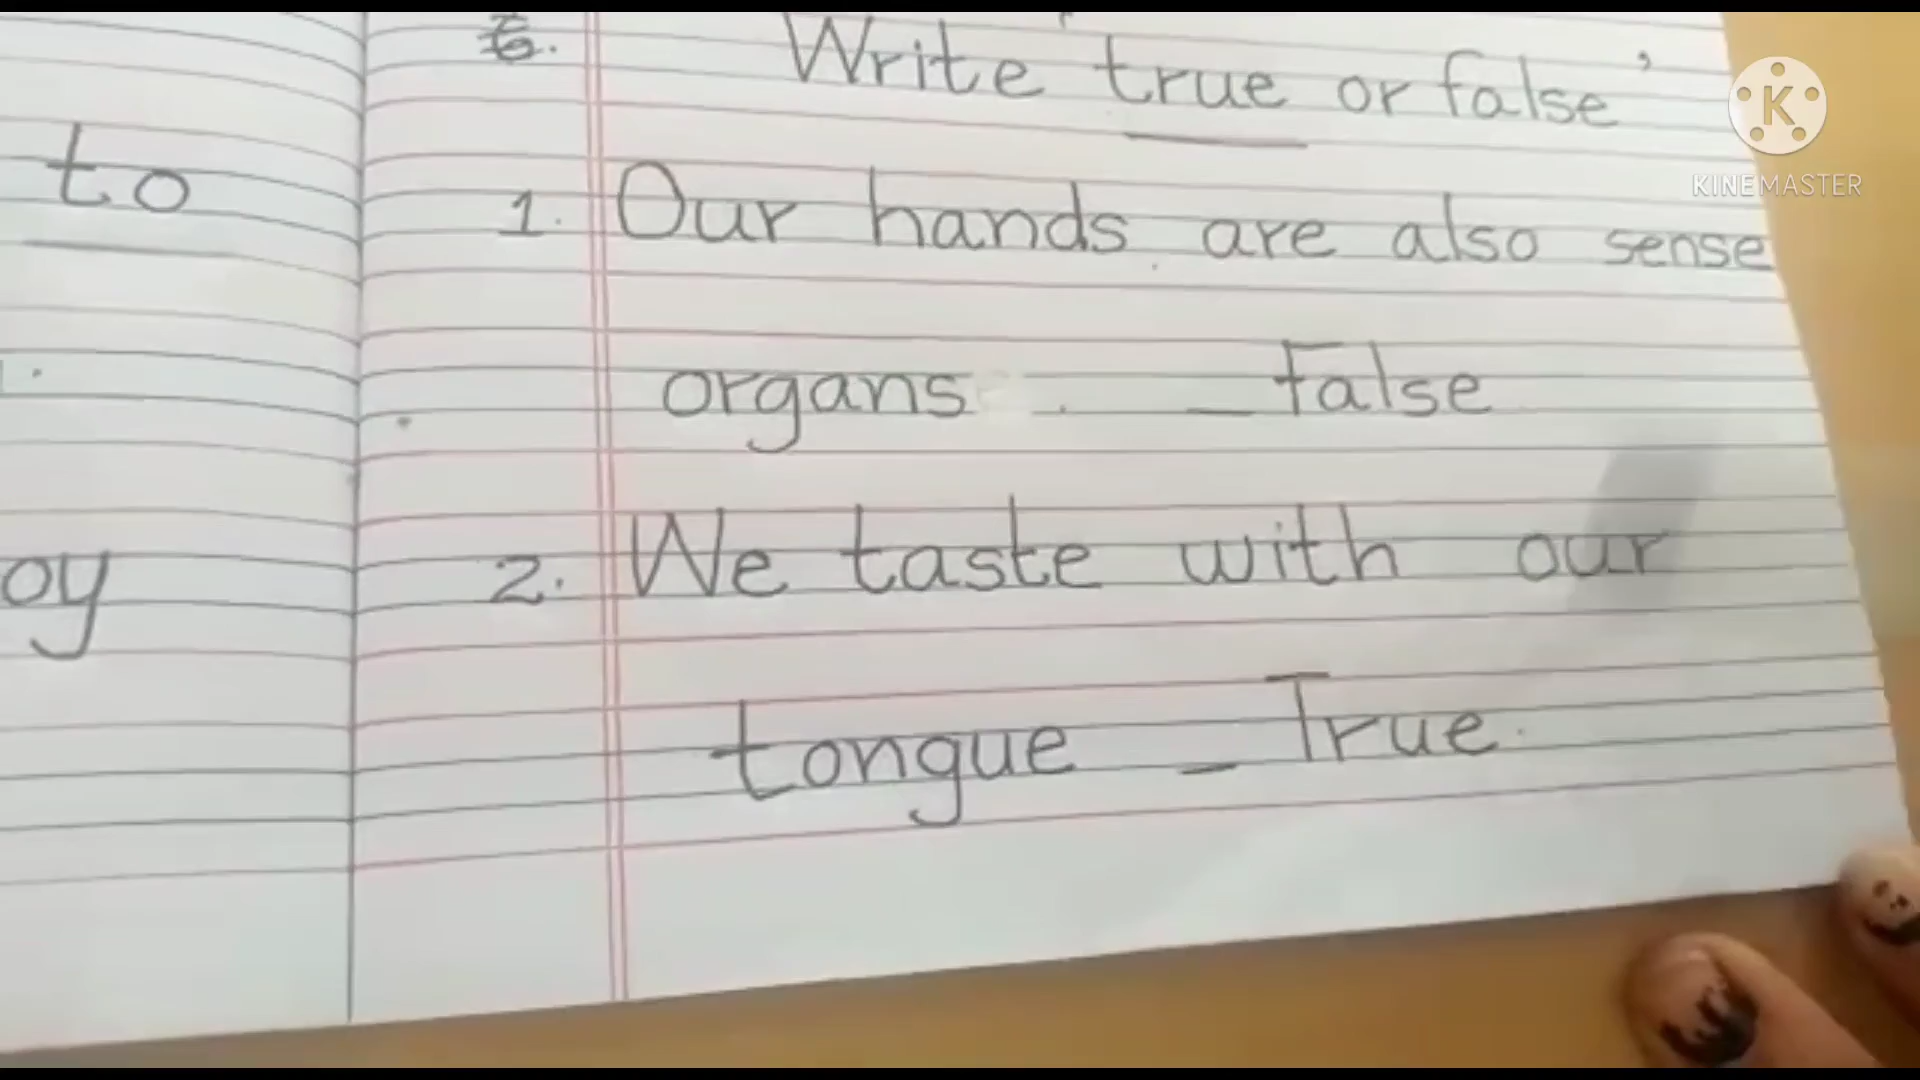 6. Write 'true or false'
1. Our hands are also sense
organs. _ False
2. We taste with our
tongue _ True.
to
oy
KINEMASTER